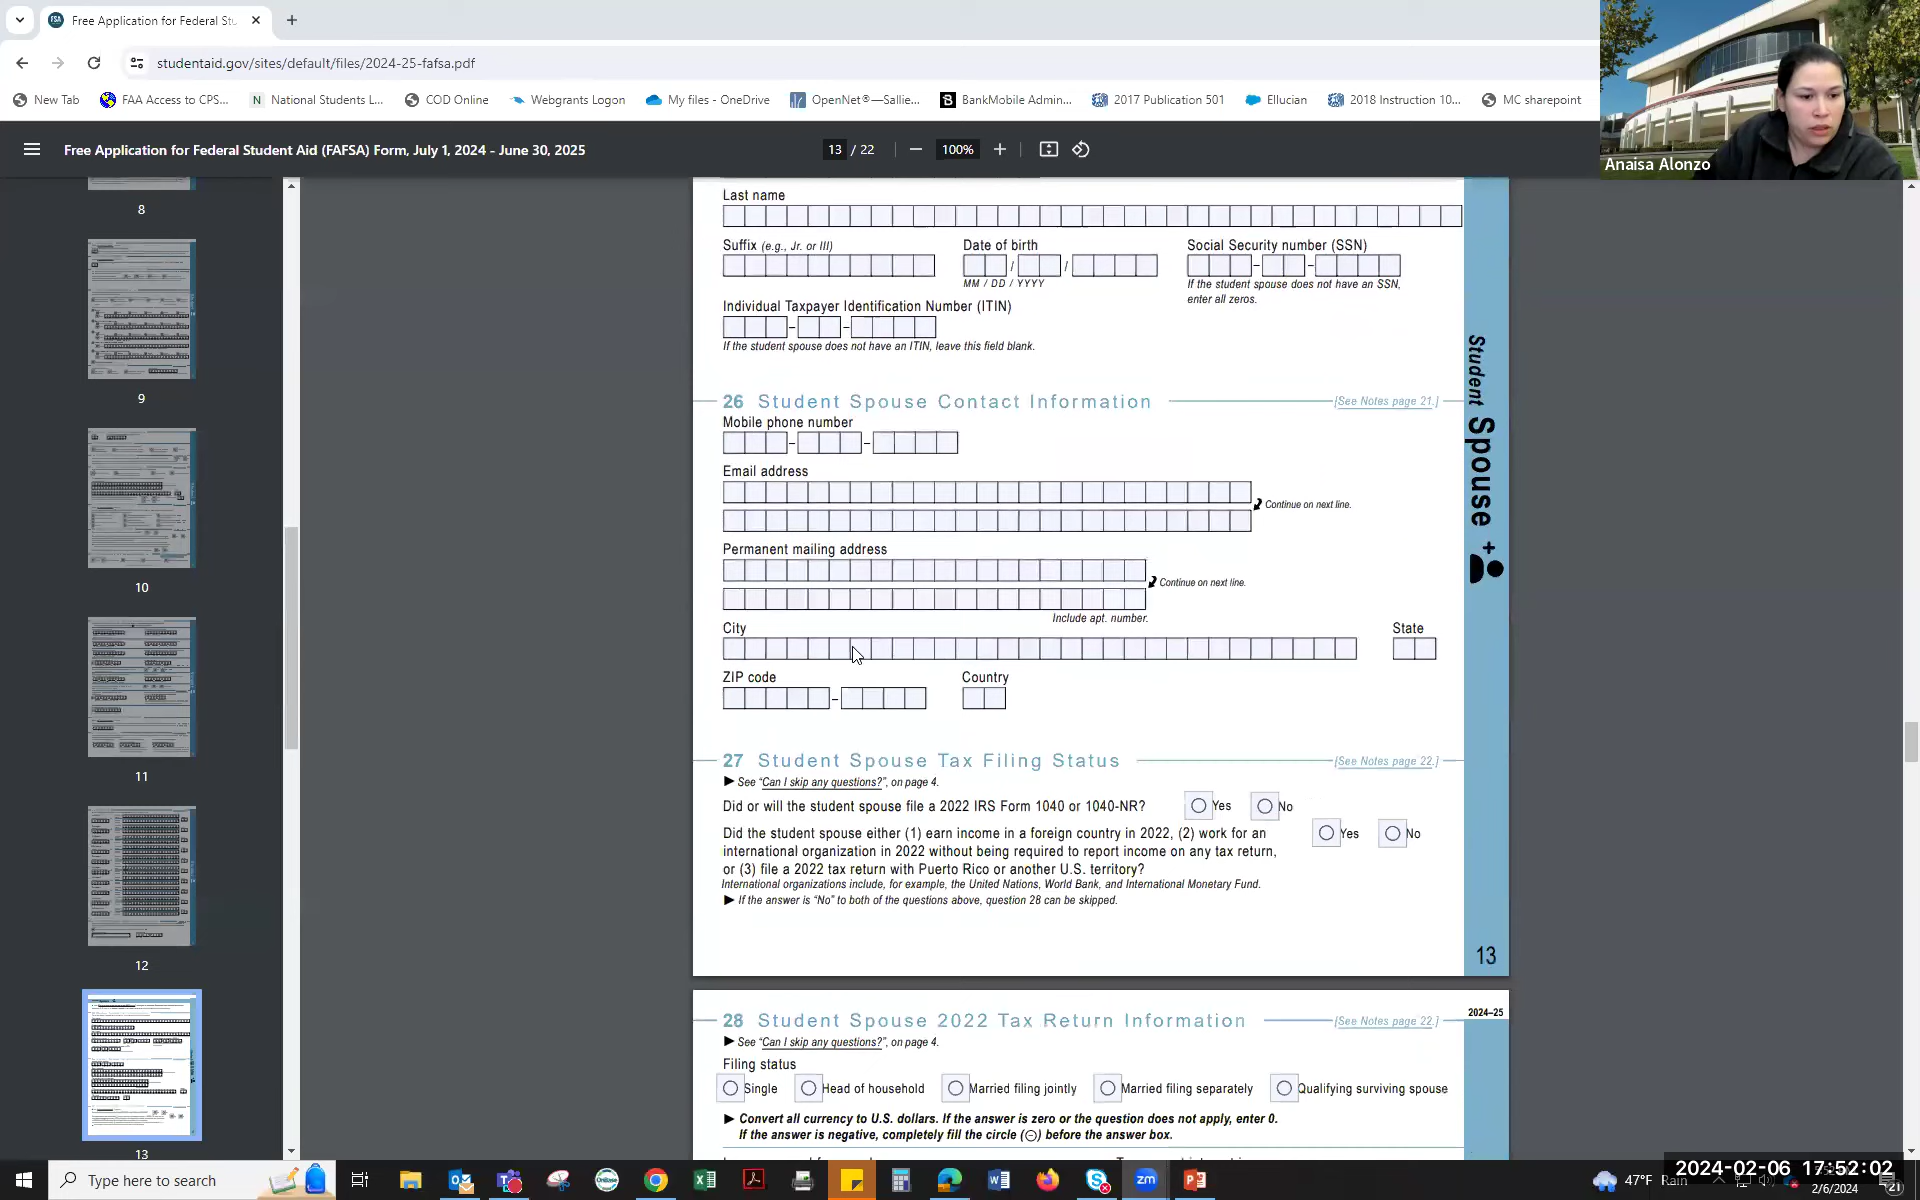 Free Application for Federal Stu
studentaid.gov/sites/default/files/2024-25-fafsa.pdf
New Tab
FAA Access to CPS...
National Students L...
COD Online
Webgrants Logon
My files - OneDrive
OpenNet®—Sallie...
BankMobile Admin...
2017 Publication 501
Ellucian
2018 Instruction 10...
MC sharepoint
Anaisa Alonzo
Free Application for Federal Student Aid (FAFSA) Form, July 1, 2024 - June 30, 2025
13 / 22
100%
8
9
10
11
12
13
Last name
Suffix (e.g., Jr. or III)
Date of birth
Social Security number (SSN)
MM / DD / YYYY
If the student spouse does not have an SSN,
enter all zeros.
Individual Taxpayer Identification Number (ITIN)
If the student spouse does not have an ITIN, leave this field blank.
26 Student Spouse Contact Information
[See Notes page 21.]
Mobile phone number
Email address
Continue on next line.
Permanent mailing address
Continue on next line.
Include apt. number.
City
State
ZIP code
Country
27 Student Spouse Tax Filing Status
[See Notes page 22.]
See “Can I skip any questions?”, on page 4.
Did or will the student spouse file a 2022 IRS Form 1040 or 1040-NR?
Yes
No
Did the student spouse either (1) earn income in a foreign country in 2022, (2) work for an
international organization in 2022 without being required to report income on any tax return,
or (3) file a 2022 tax return with Puerto Rico or another U.S. territory?
Yes
No
International organizations include, for example, the United Nations, World Bank, and International Monetary Fund.
If the answer is “No” to both of the questions above, question 28 can be skipped.
13
Student Spouse
2024–25
28 Student Spouse 2022 Tax Return Information
[See Notes page 22.]
See “Can I skip any questions?”, on page 4.
Filing status
Single
Head of household
Married filing jointly
Married filing separately
Qualifying surviving spouse
Convert all currency to U.S. dollars. If the answer is zero or the question does not apply, enter 0.
If the answer is negative, completely fill the circle (–) before the answer box.
Type here to search
47°F Rain
2024-02-06 17:52:02
2/6/2024
21